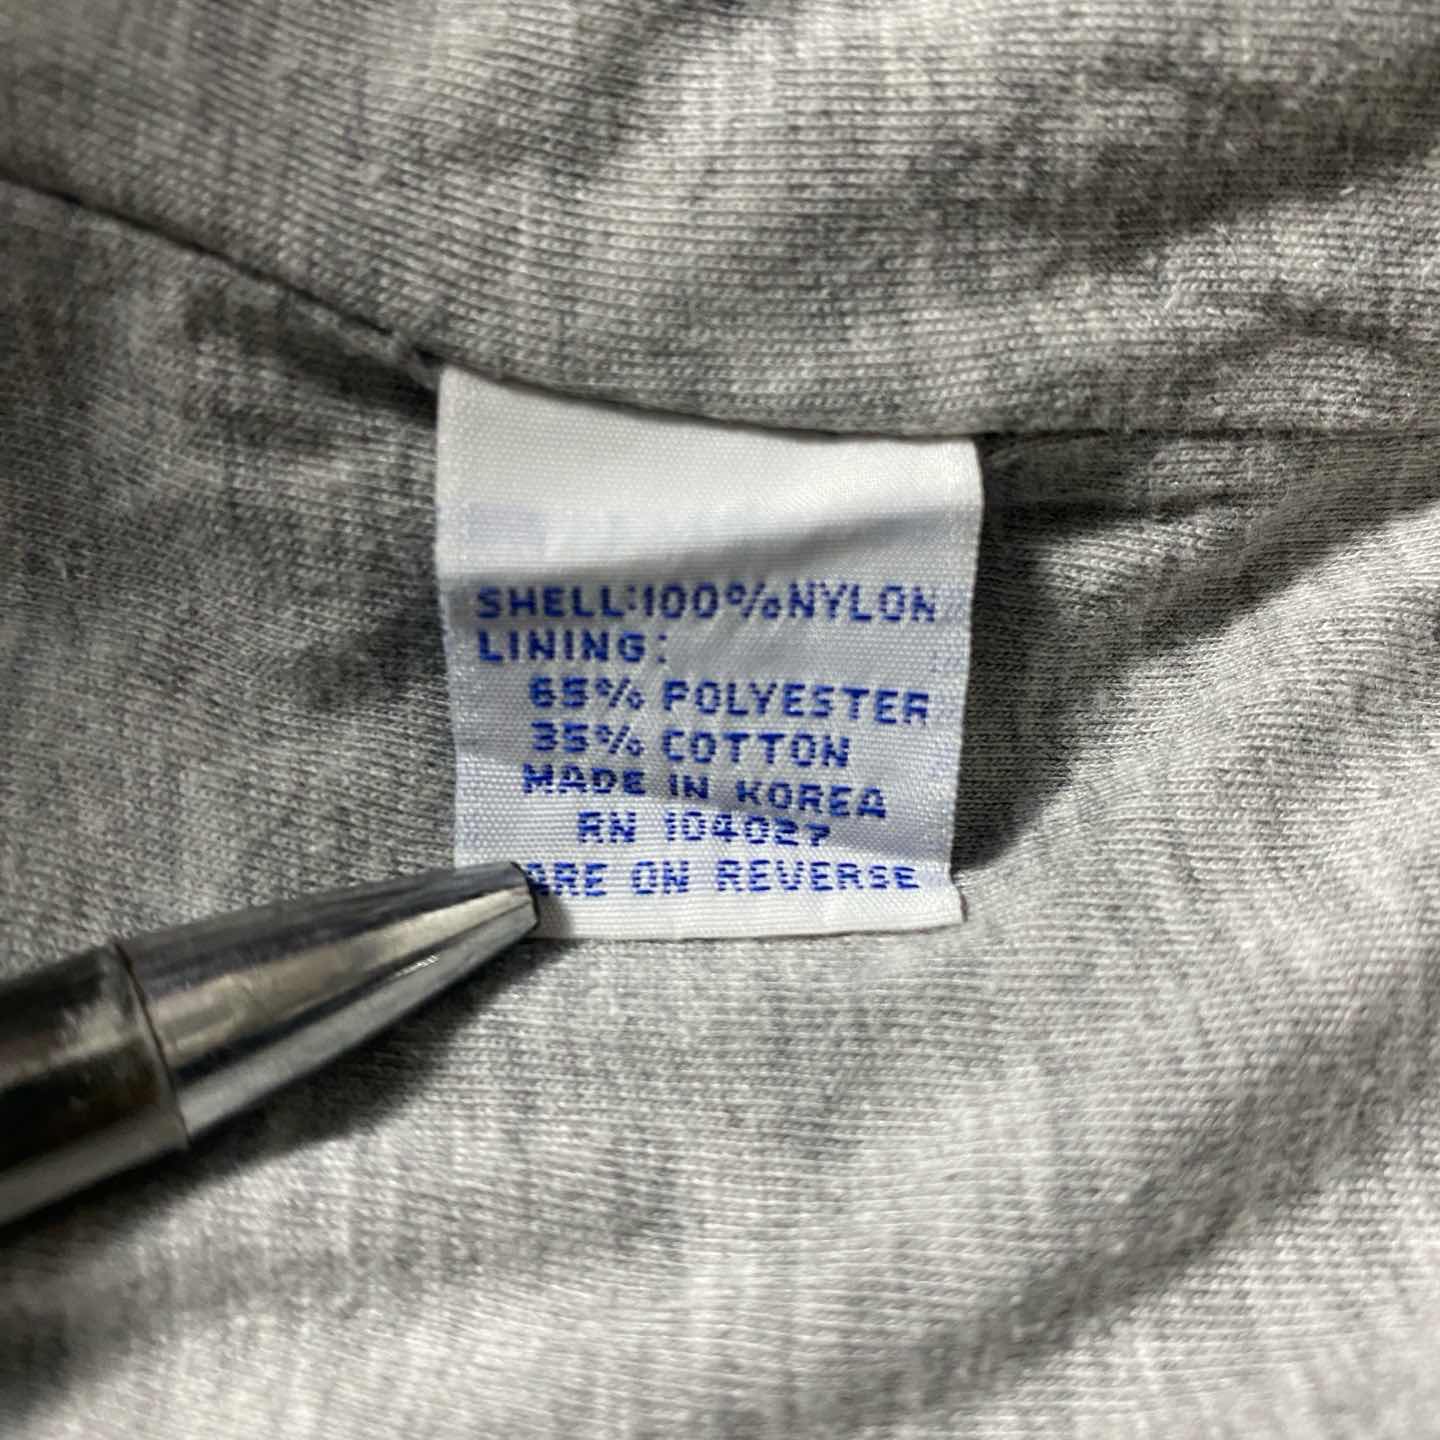 SHELL:100%NYLON
LINING:
65% POLYESTER
35% COTTON
MADE IN KOREA
RN 104027
ARE ON REVERSE